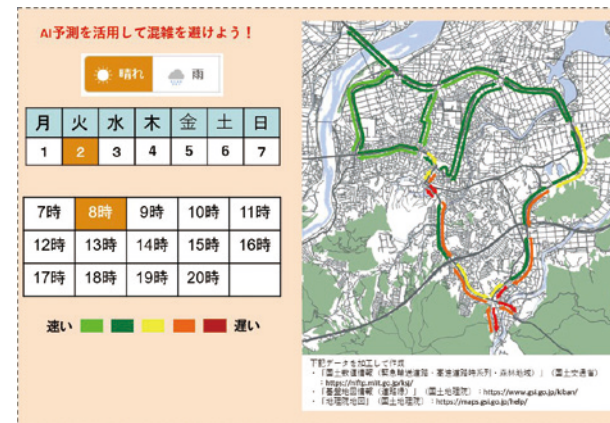 AI予測を活用して混雑を避けよう！
晴れ 雨
月 火 水 木 金 土 日
1 2 3 4 5 6 7
7時 8時 9時 10時 11時
12時 13時 14時 15時 16時
17時 18時 19時 20時
速い 遅い
下記データを加工して作成
・「国土数値情報（緊急輸送道路・高速道路時系列・森林地域）」（国土交通省）
：https://nlftp.mlit.go.jp/ksj/
・「基盤地図情報（道路縁）」（国土地理院）：https://www.gsi.go.jp/kiban/
・「地理院地図」（国土地理院）：https://maps.gsi.go.jp/help/